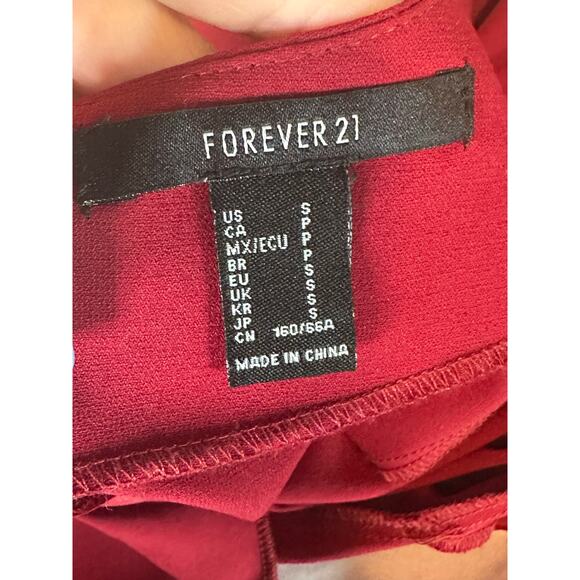 FOREVER 21
US S
CA P
MX/ECU P
BR P
EU S
UK S
KR S
JP S
CN 160/66A
MADE IN CHINA